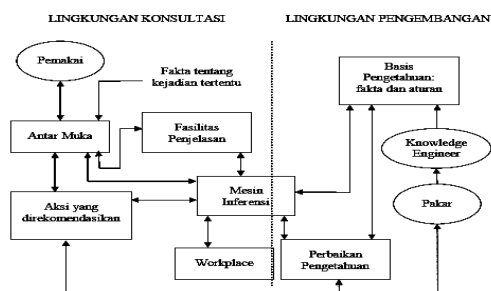 LINGKUNGAN KONSULTASI
LINGKUNGAN PENGEMBANGAN
Pemakai
Fakta tentang
kejadian tertentu
Basis
Pengetahuan:
fakta dan aturan
Antar Muka
Fasilitas
Penjelasan
Knowledge
Engineer
Aksi yang
direkomendasikan
Mesin
Inferensi
Pakar
Workplace
Perbaikan
Pengetahuan